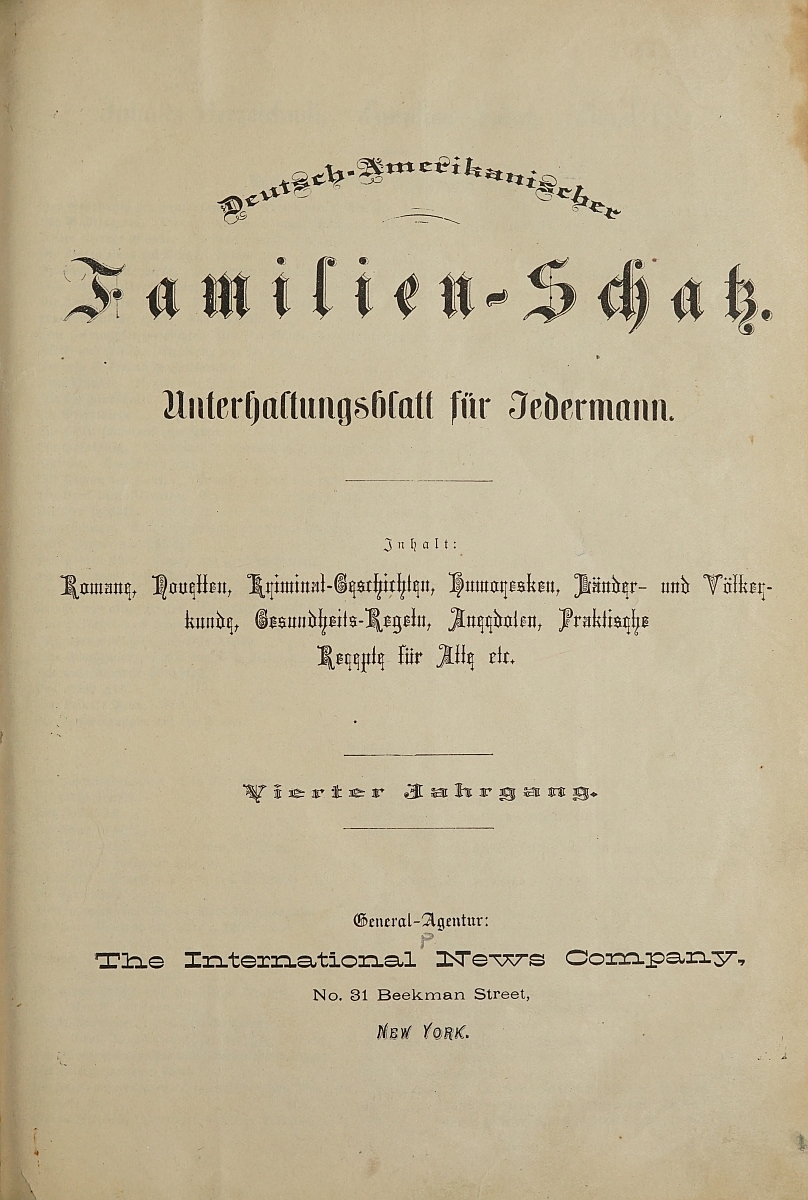 Deutsch-Amerikanischer
Familien-Schatz.
Unterhaltungsblatt für Jedermann.
Inhalt:
Romane, Novellen, Kriminal-Geschichten, Humoresken, Länder- und Völker-
kunde, Gesundheits-Regeln, Anecdoten, Praktische
Recepte für Alle etc.
Vierter Jahrgang.
General-Agentur:
P
The International News Company,
No. 31 Beekman Street,
NEW YORK.